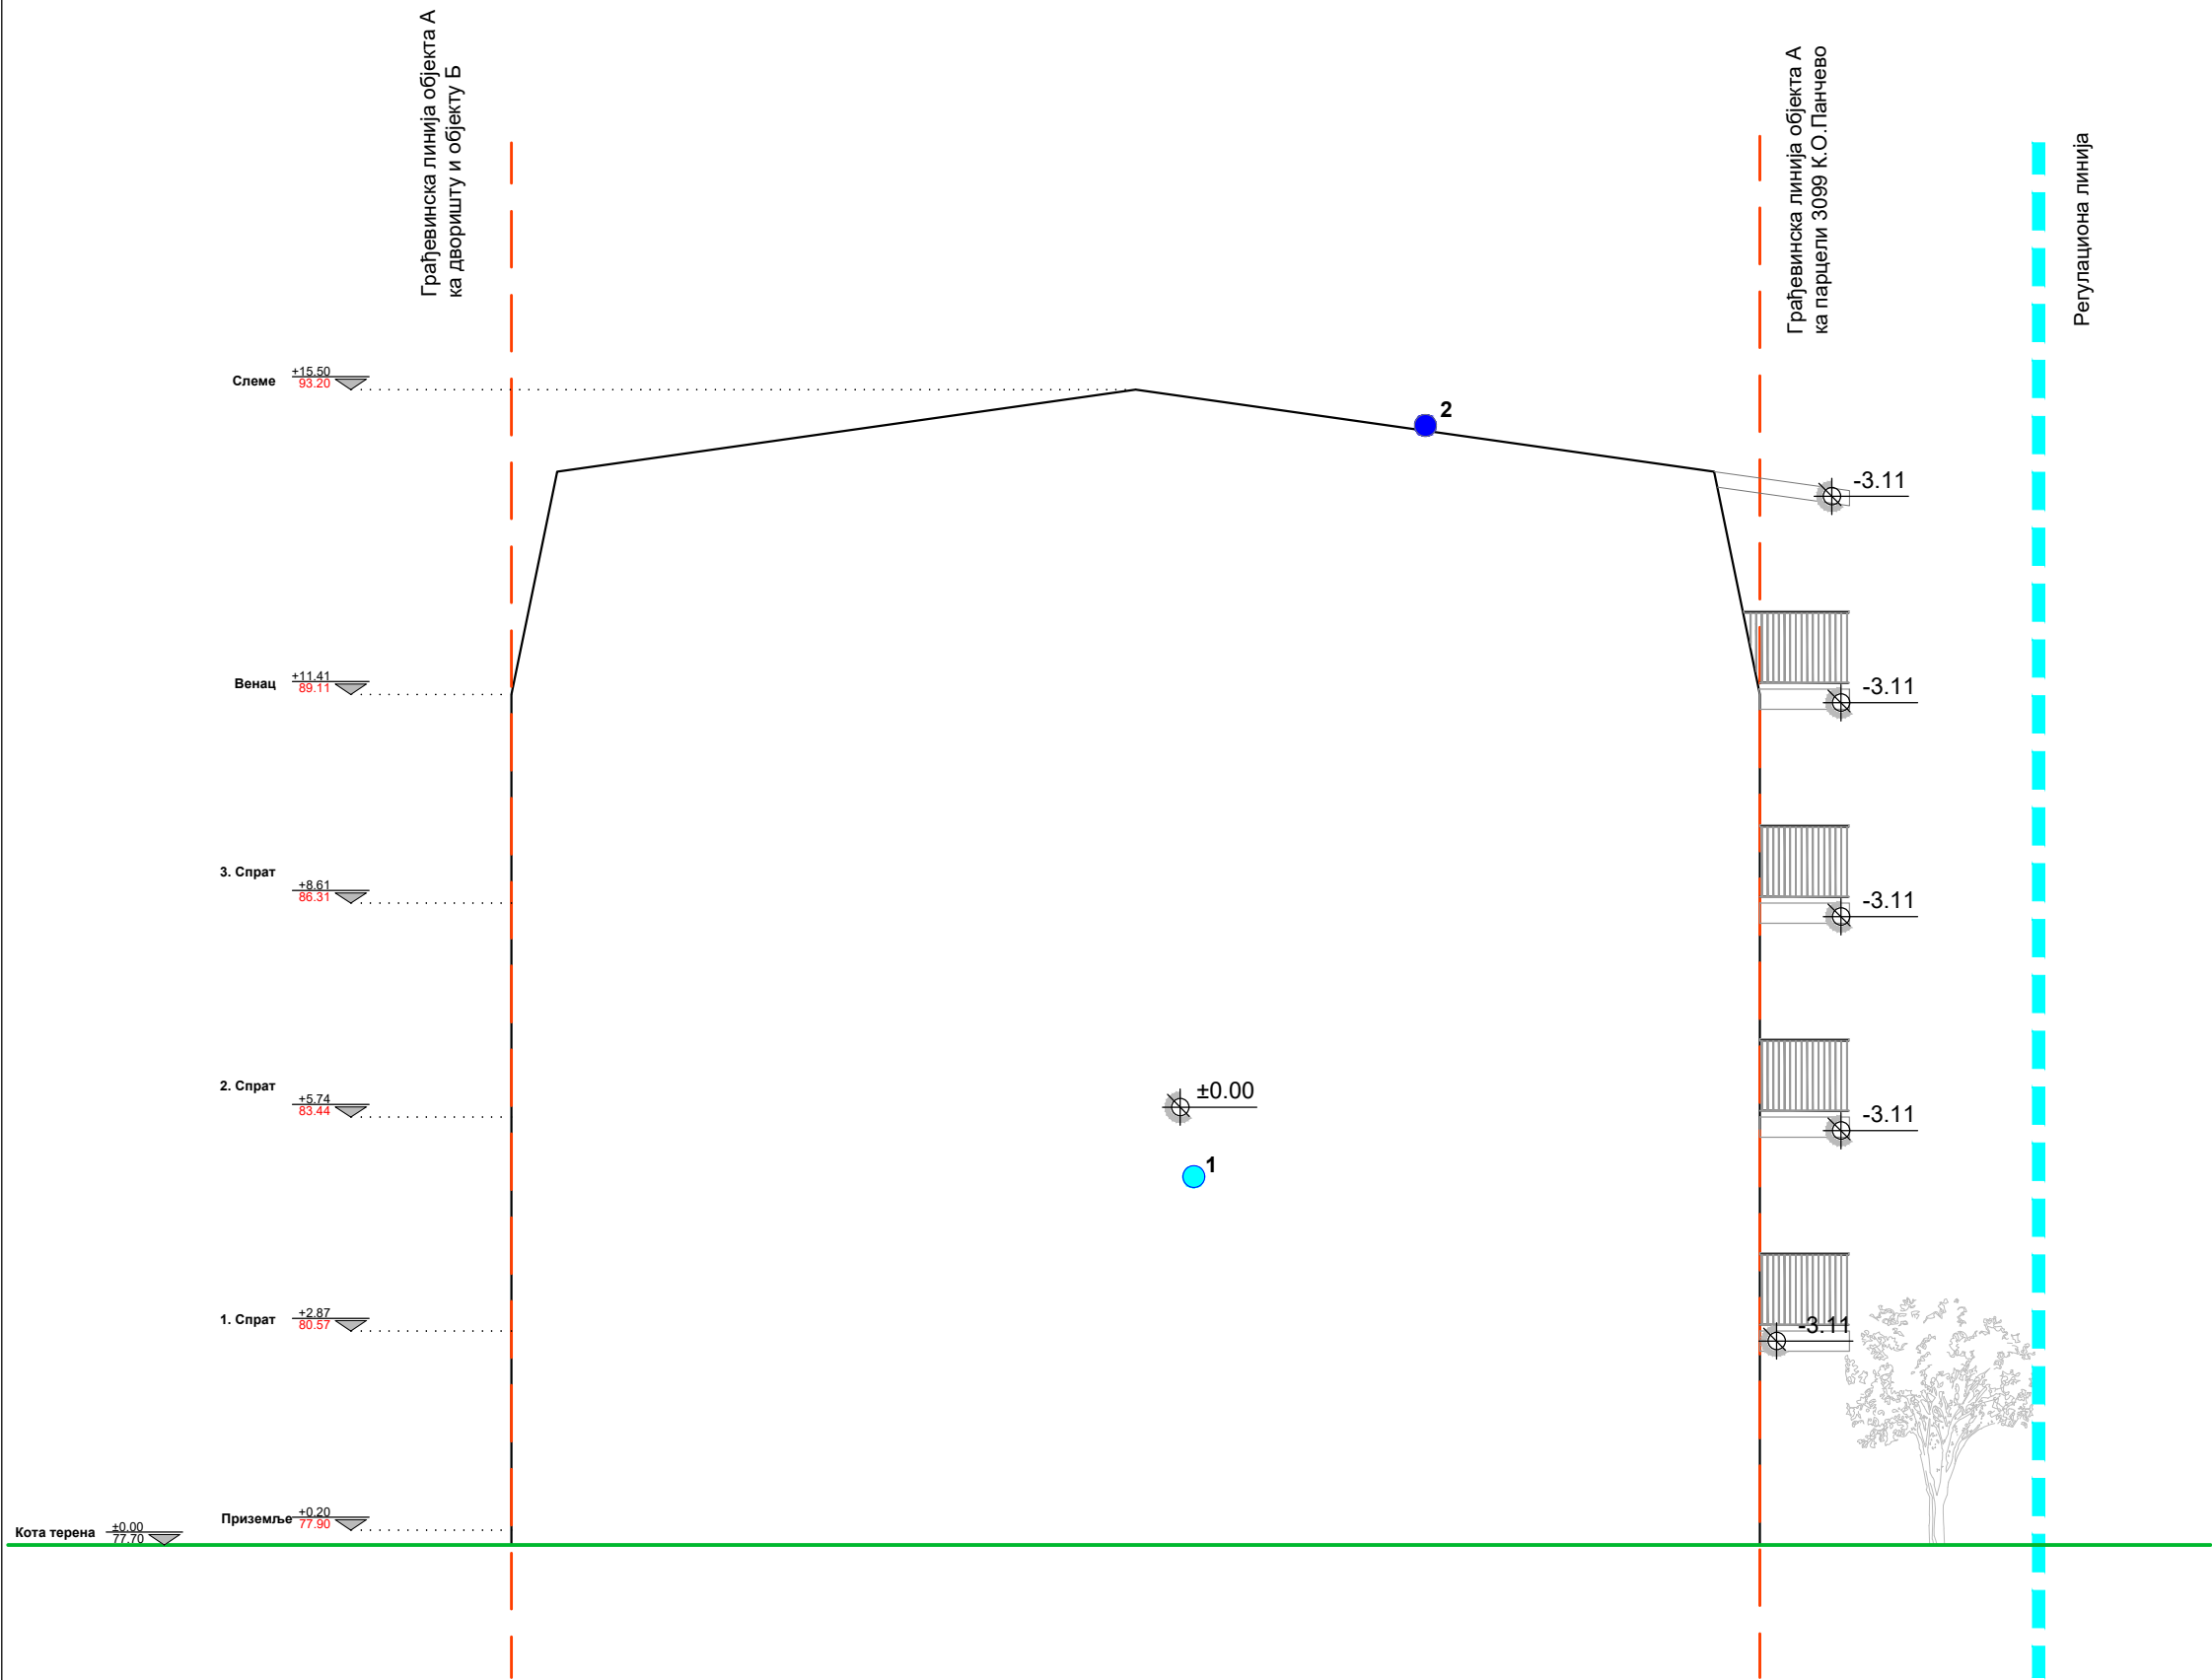 Грађевинска линија објекта А
ка дворишту и објекту Б
Грађевинска линија објекта А
ка парцели 3099 К.О.Панчево
Регулациона линија
Слеме
+15.50
93.20
2
-3.11
Венац
+11.41
89.11
-3.11
3. Спрат
+8.61
86.31
-3.11
2. Спрат
+5.74
83.44
±0.00
-3.11
1
1. Спрат
+2.87
80.57
-3.11
Приземље
+0.20
77.90
Кота терена
±0.00
77.70